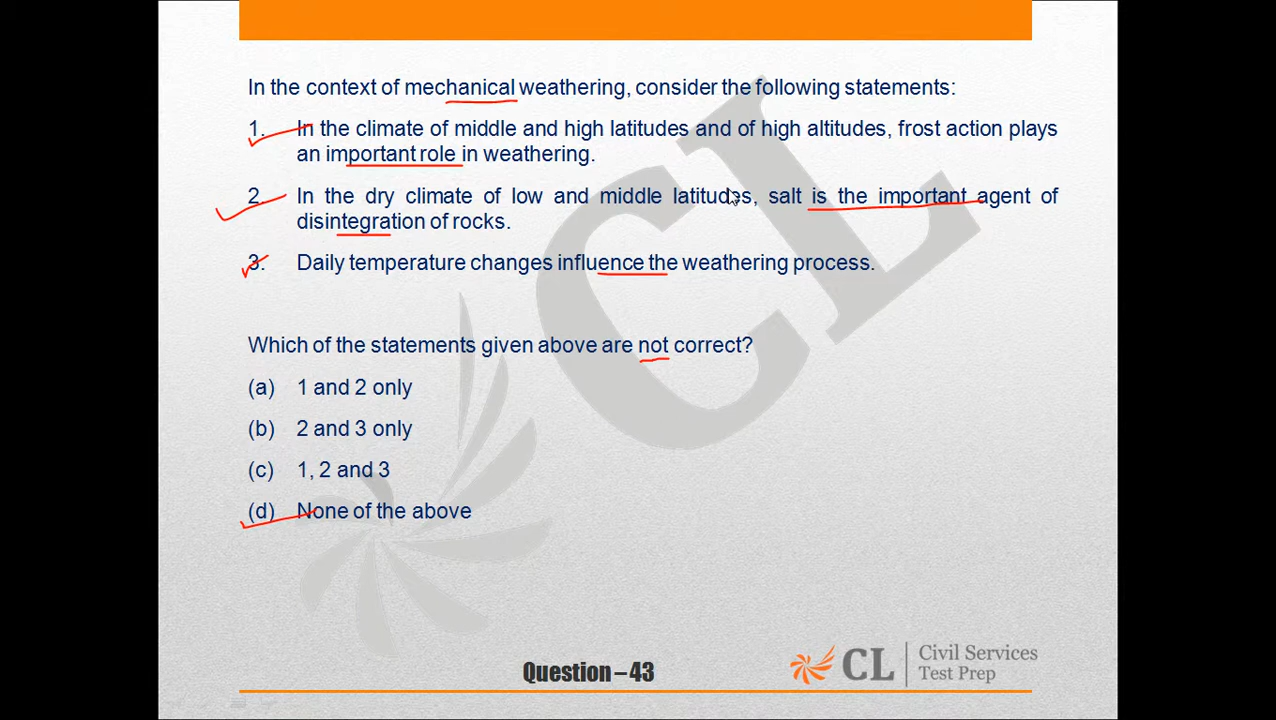 In the context of mechanical weathering, consider the following statements:
1. In the climate of middle and high latitudes and of high altitudes, frost action plays
an important role in weathering.
2. In the dry climate of low and middle latitudes, salt is the important agent of
disintegration of rocks.
3. Daily temperature changes influence the weathering process.
Which of the statements given above are not correct?
(a) 1 and 2 only
(b) 2 and 3 only
(c) 1, 2 and 3
(d) None of the above
CL
Question – 43
CL Civil Services
Test Prep